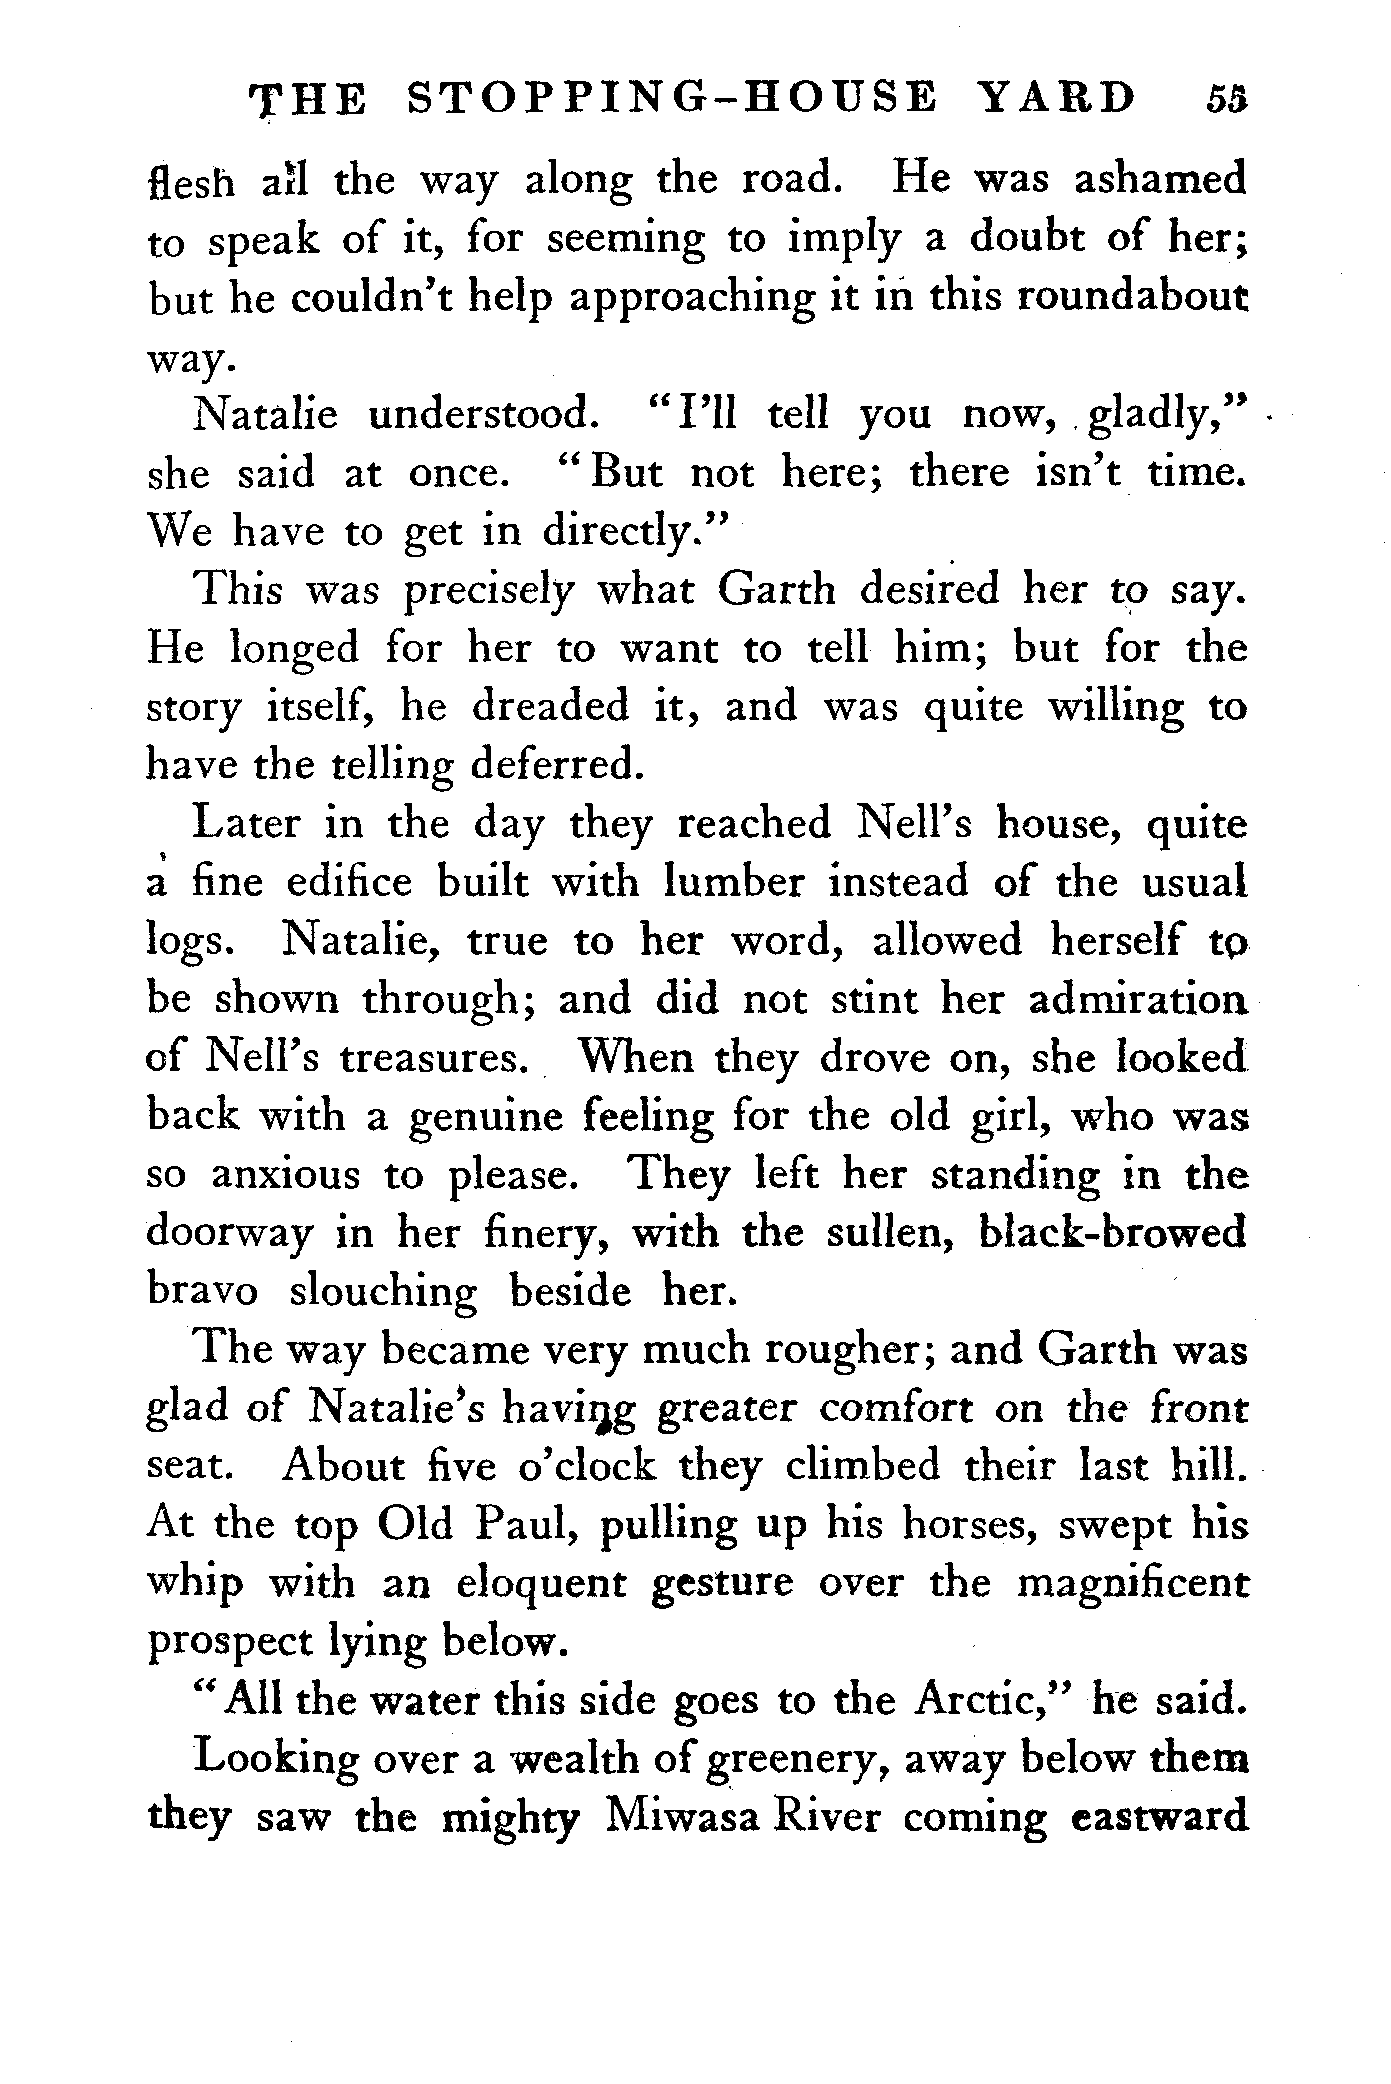 THE STOPPING-HOUSE YARD 55
flesh all the way along the road. He was ashamed
to speak of it, for seeming to imply a doubt of her;
but he couldn't help approaching it in this roundabout
way.
Natalie understood. "I'll tell you now, gladly,"
she said at once. "But not here; there isn't time.
We have to get in directly."
This was precisely what Garth desired her to say.
He longed for her to want to tell him; but for the
story itself, he dreaded it, and was quite willing to
have the telling deferred.
Later in the day they reached Nell's house, quite
a fine edifice built with lumber instead of the usual
logs. Natalie, true to her word, allowed herself to
be shown through; and did not stint her admiration
of Nell's treasures. When they drove on, she looked
back with a genuine feeling for the old girl, who was
so anxious to please. They left her standing in the
doorway in her finery, with the sullen, black-browed
bravo slouching beside her.
The way became very much rougher; and Garth was
glad of Natalie's having greater comfort on the front
seat. About five o'clock they climbed their last hill.
At the top Old Paul, pulling up his horses, swept his
whip with an eloquent gesture over the magnificent
prospect lying below.
"All the water this side goes to the Arctic," he said.
Looking over a wealth of greenery, away below them
they saw the mighty Miwasa River coming eastward